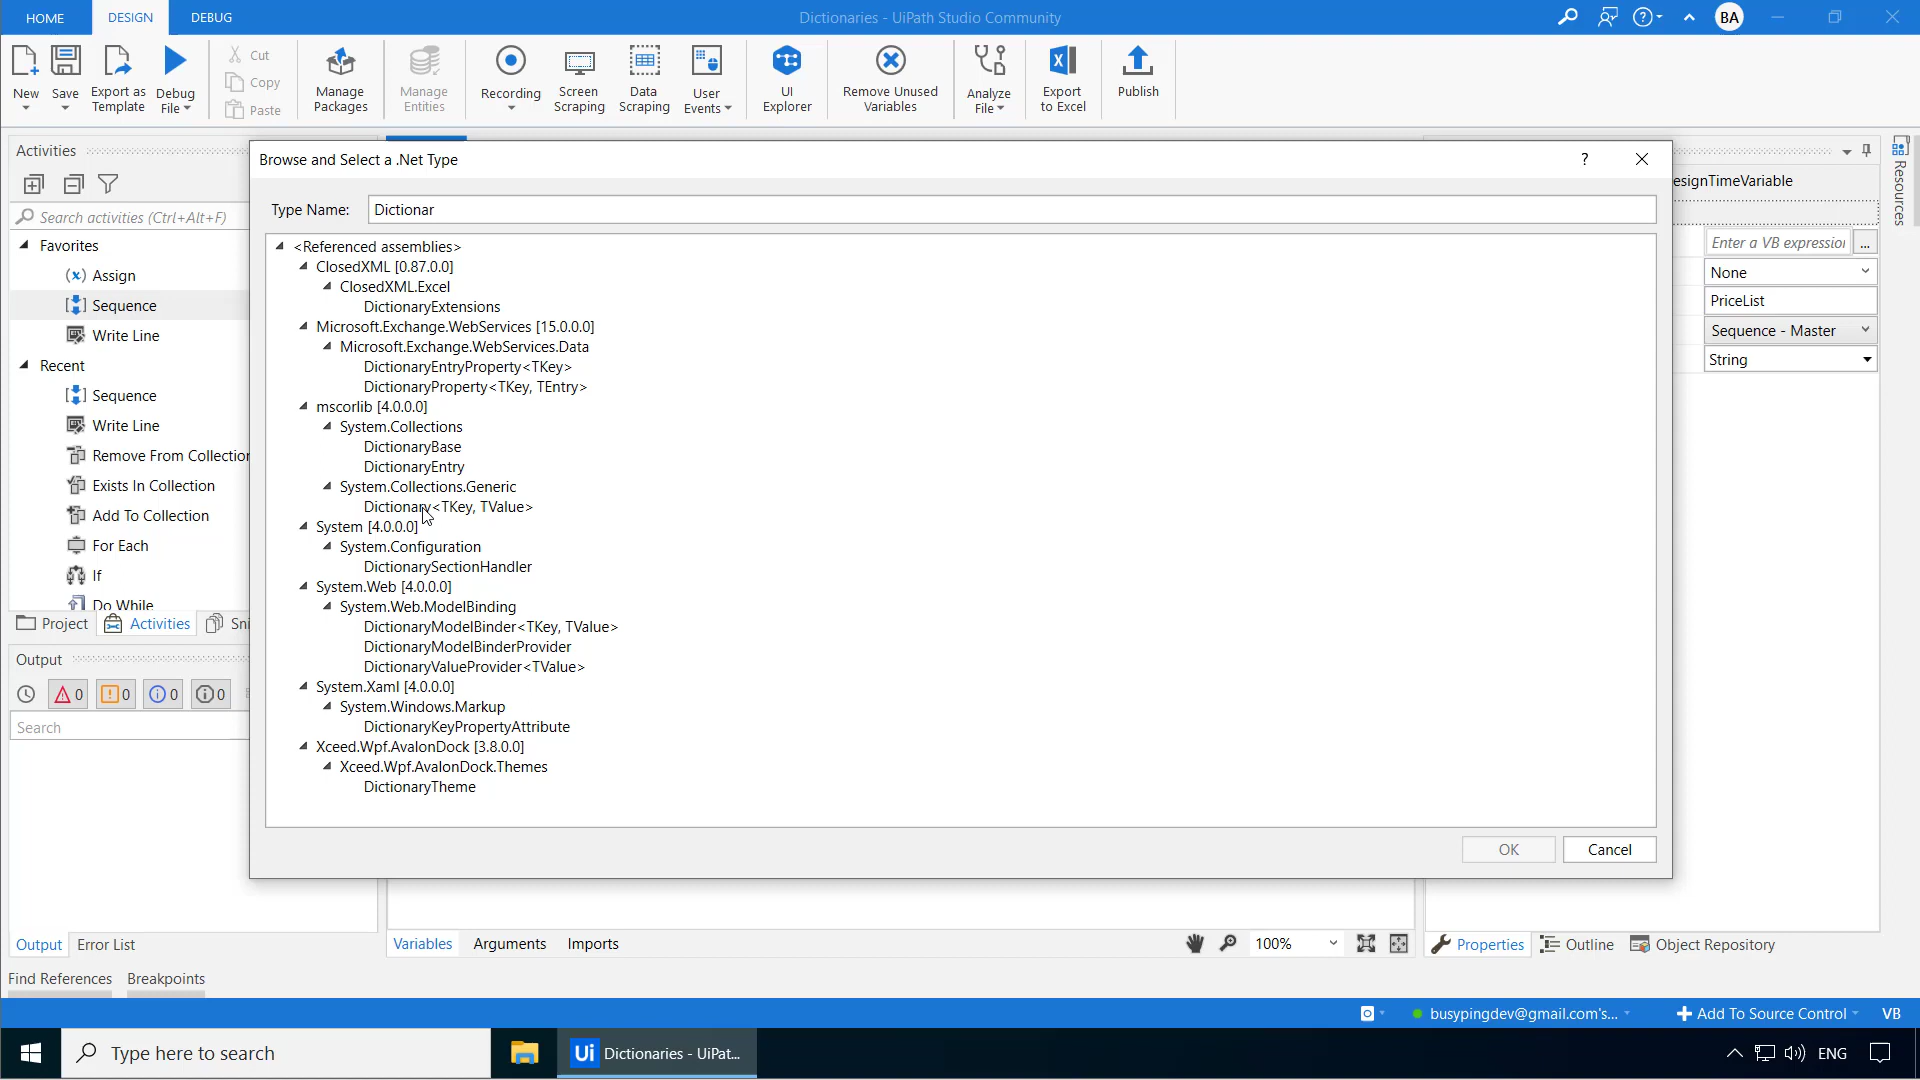 HOME
DESIGN
DEBUG
Dictionaries - UiPath Studio Community
BA
New
Save
Export as Template
Debug File
Cut
Copy
Paste
Manage Packages
Manage Entities
Recording
Screen Scraping
Data Scraping
User Events
UI Explorer
Remove Unused Variables
Analyze File
Export to Excel
Publish
Activities
Browse and Select a .Net Type
?
Resources
esignTimeVariable
Type Name:
Dictionar
Search activities (Ctrl+Alt+F)
Favorites
Assign
Sequence
Write Line
Recent
Sequence
Write Line
Remove From Collection
Exists In Collection
Add To Collection
For Each
If
Do While
<Referenced assemblies>
ClosedXML [0.87.0.0]
ClosedXML.Excel
DictionaryExtensions
Microsoft.Exchange.WebServices [15.0.0.0]
Microsoft.Exchange.WebServices.Data
DictionaryEntryProperty<TKey>
DictionaryProperty<TKey, TEntry>
mscorlib [4.0.0.0]
System.Collections
DictionaryBase
DictionaryEntry
System.Collections.Generic
Dictionary<TKey, TValue>
System [4.0.0.0]
System.Configuration
DictionarySectionHandler
System.Web [4.0.0.0]
System.Web.ModelBinding
DictionaryModelBinder<TKey, TValue>
DictionaryModelBinderProvider
DictionaryValueProvider<TValue>
System.Xaml [4.0.0.0]
System.Windows.Markup
DictionaryKeyPropertyAttribute
Xceed.Wpf.AvalonDock [3.8.0.0]
Xceed.Wpf.AvalonDock.Themes
DictionaryTheme
OK
Cancel
Enter a VB expression
...
None
PriceList
Sequence - Master
String
Project
Activities
Sni
Output
0
0
0
0
Search
Output
Error List
Variables
Arguments
Imports
100%
Properties
Outline
Object Repository
Find References
Breakpoints
busypingdev@gmail.com's...
Add To Source Control
VB
Type here to search
Ui
Dictionaries - UiPat...
ENG